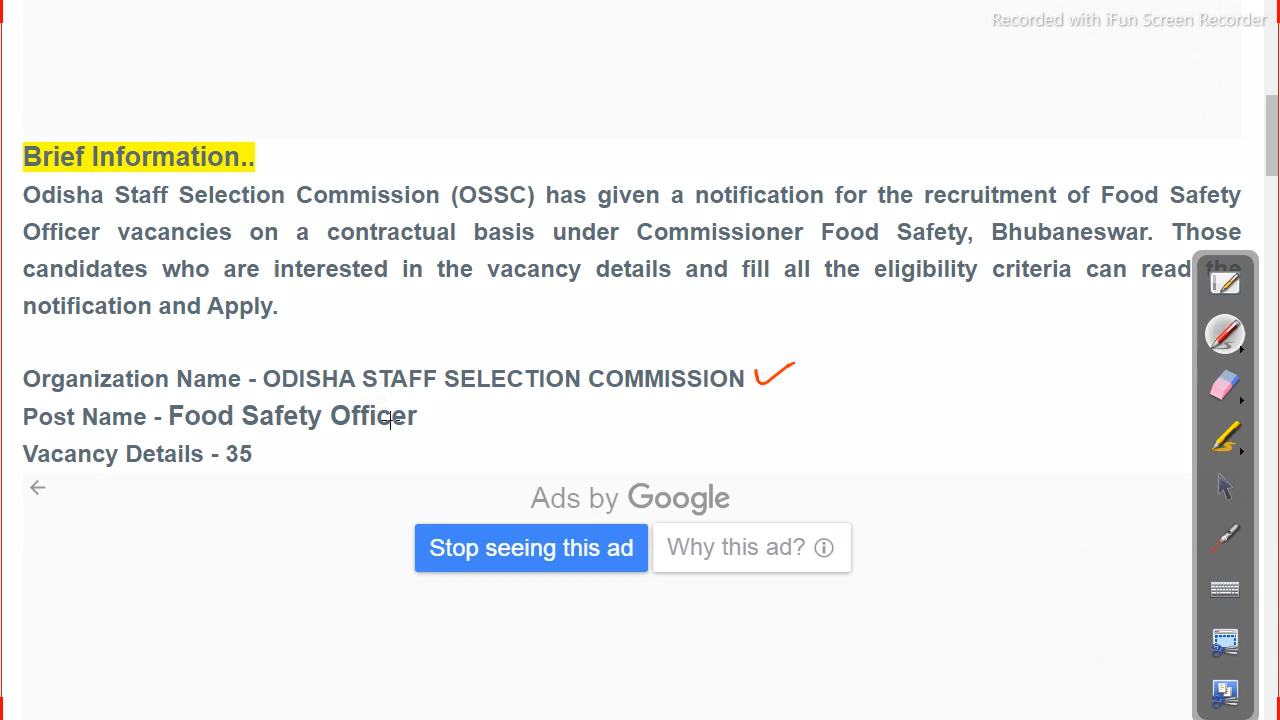 Recorded with iFun Screen Recorder
Brief Information..
Odisha Staff Selection Commission (OSSC) has given a notification for the recruitment of Food Safety
Officer vacancies on a contractual basis under Commissioner Food Safety, Bhubaneswar. Those
candidates who are interested in the vacancy details and fill all the eligibility criteria can read the
notification and Apply.
Organization Name - ODISHA STAFF SELECTION COMMISSION
Post Name - Food Safety Officer
Vacancy Details - 35
Ads by Google
Stop seeing this ad
Why this ad?